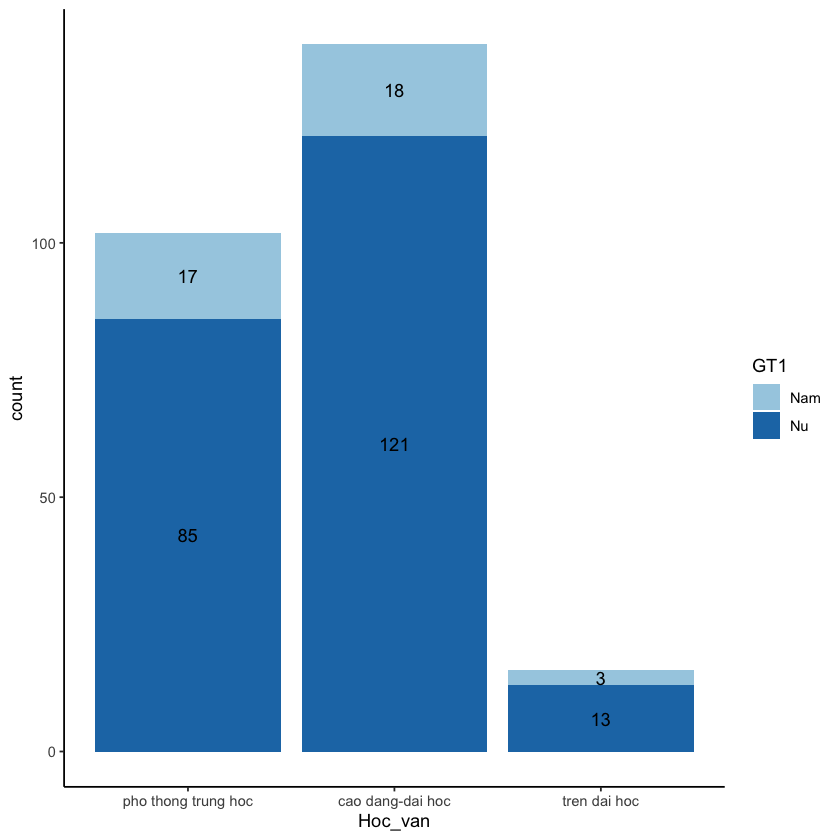 18
17
100
GT1
Nam
Nu
count
121
50
85
3
13
0
pho thong trung hoc
cao dang-dai hoc
tren dai hoc
Hoc_van